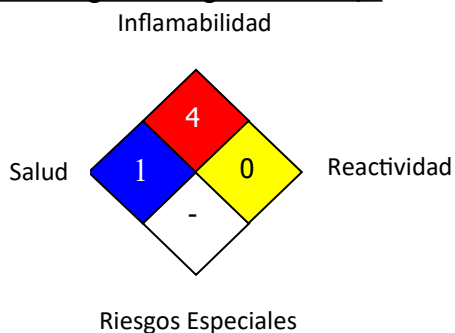 Inflamabilidad
4
Salud 1 0 Reactividad
-
Riesgos Especiales